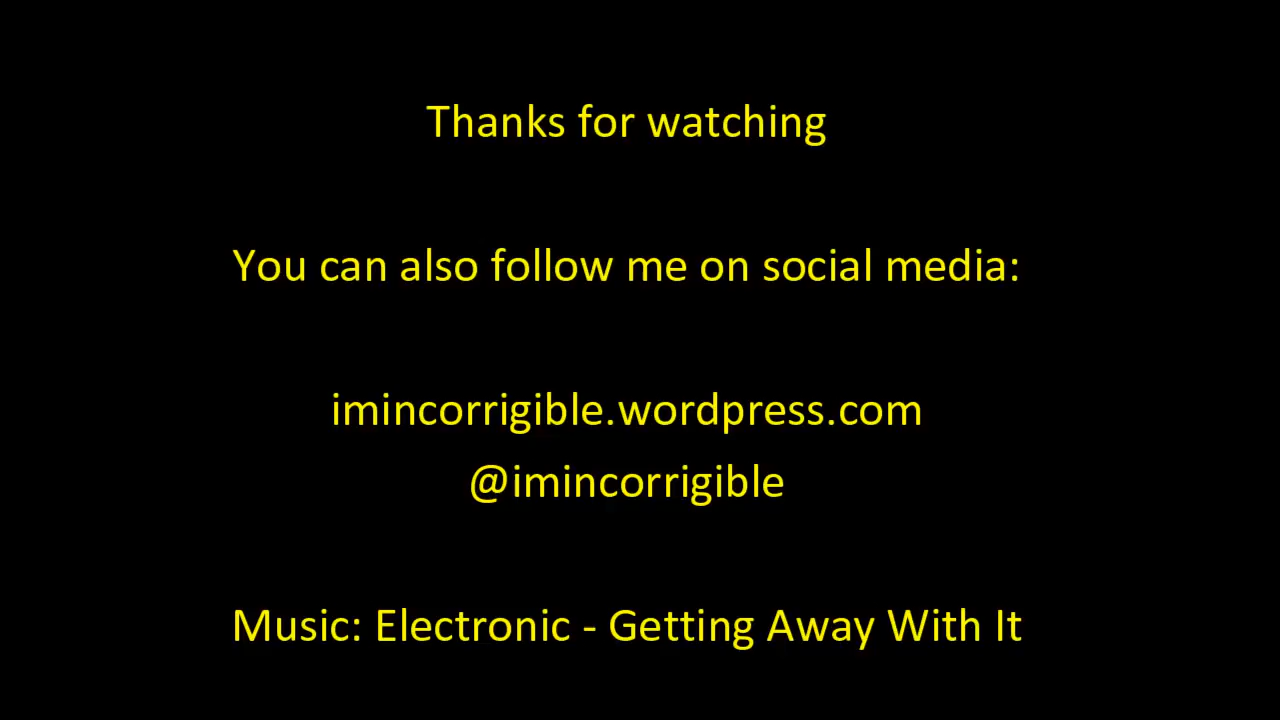 Thanks for watching
You can also follow me on social media:
imincorrigible.wordpress.com
@imincorrigible
Music: Electronic - Getting Away With It